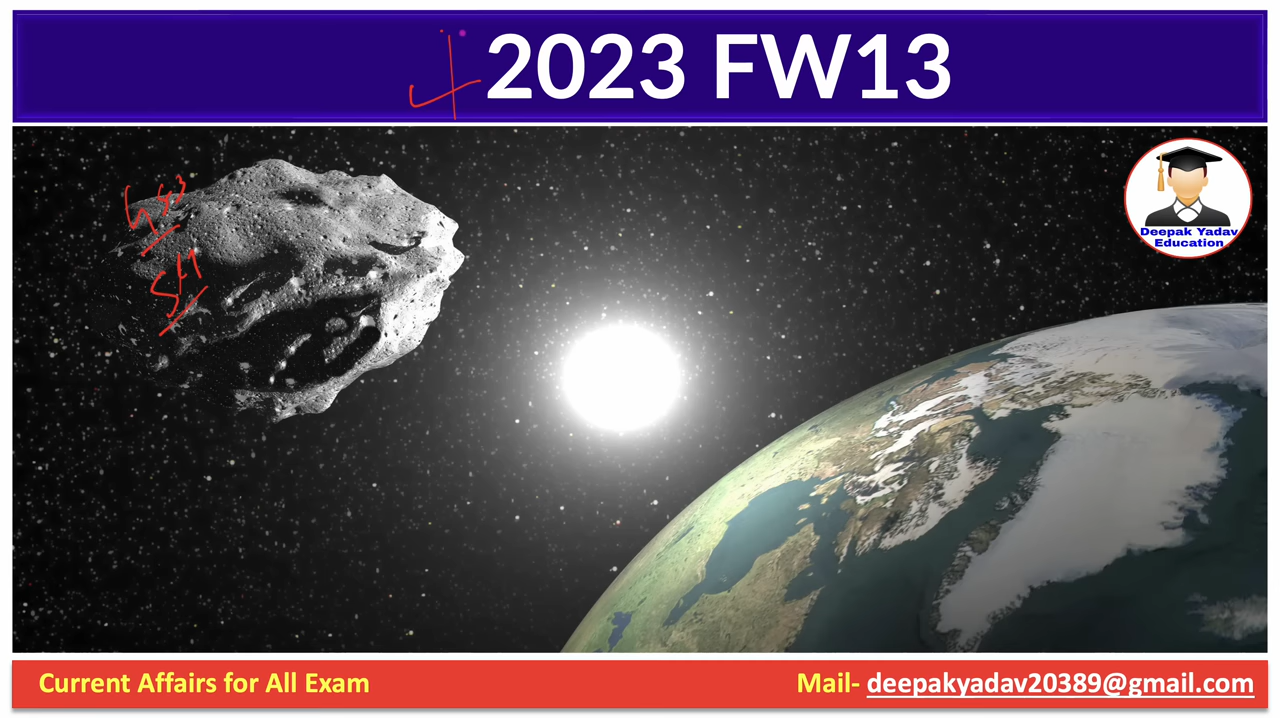 2023 FW13
Deepak Yadav
Education
Current Affairs for All Exam
Mail- deepakyadav20389@gmail.com